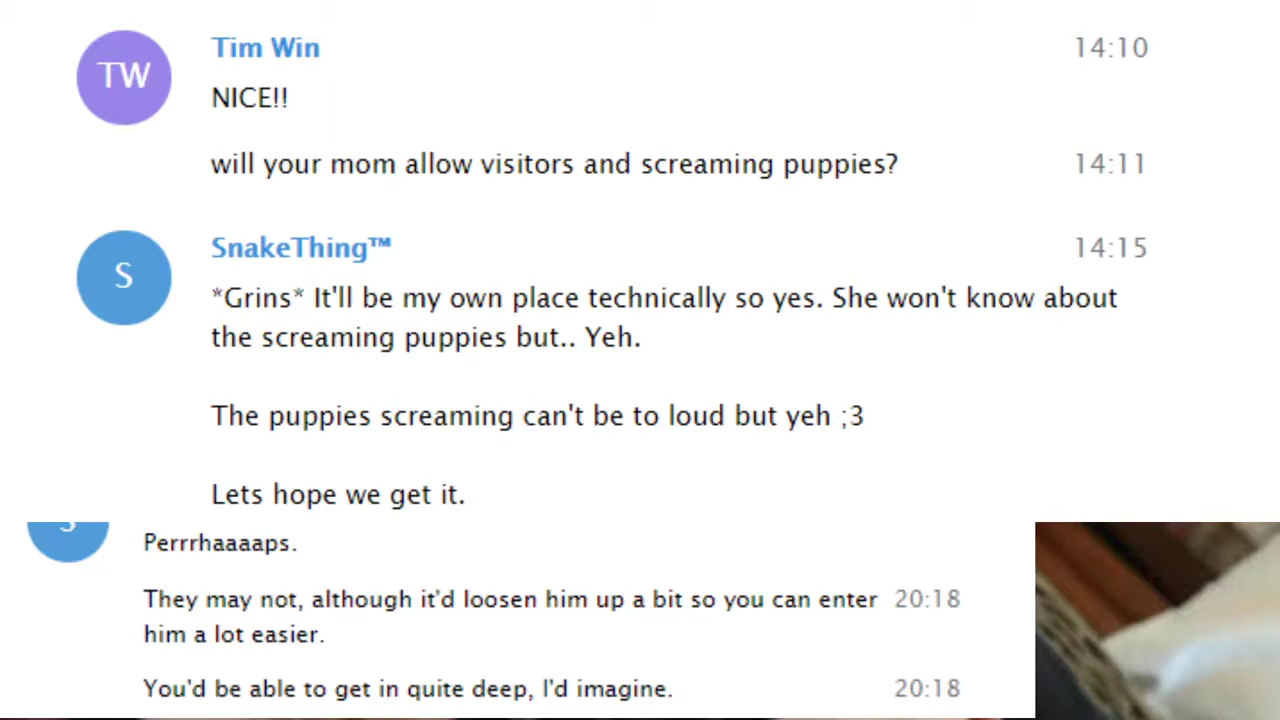 TW
Tim Win 14:10
NICE!!
will your mom allow visitors and screaming puppies? 14:11
S
SnakeThing™ 14:15
*Grins* It'll be my own place technically so yes. She won't know about
the screaming puppies but.. Yeh.
The puppies screaming can't be to loud but yeh ;3
Lets hope we get it.
S
Perrrhaaaaps.
They may not, although it'd loosen him up a bit so you can enter 20:18
him a lot easier.
You'd be able to get in quite deep, I'd imagine. 20:18